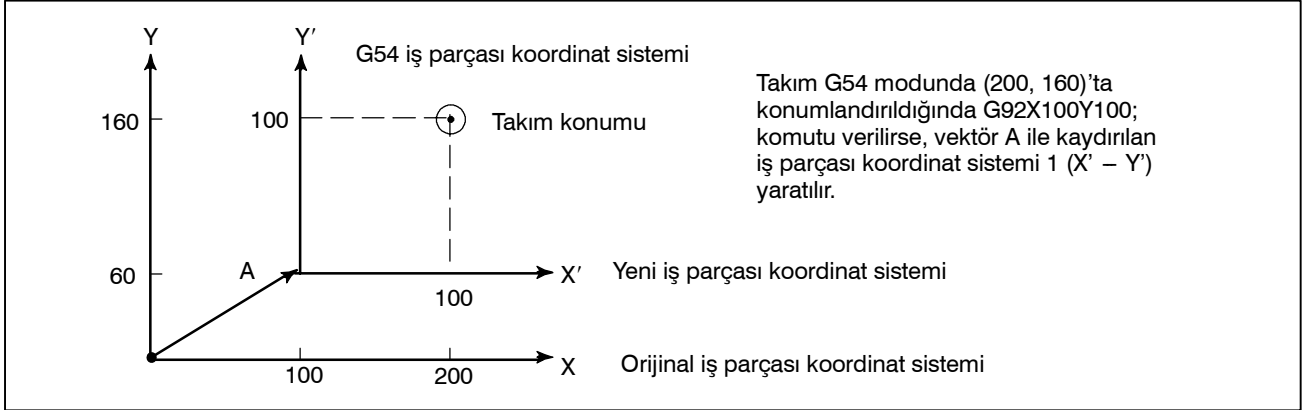 Y
Y′
G54 iş parçası koordinat sistemi
160
100
Takım konumu
Takım G54 modunda (200, 160)’ta
konumlandırıldığında G92X100Y100;
komutu verilirse, vektör A ile kaydırılan
iş parçası koordinat sistemi 1 (X’ − Y’)
yaratılır.
60
A
X′
Yeni iş parçası koordinat sistemi
100
X
Orijinal iş parçası koordinat sistemi
100
200